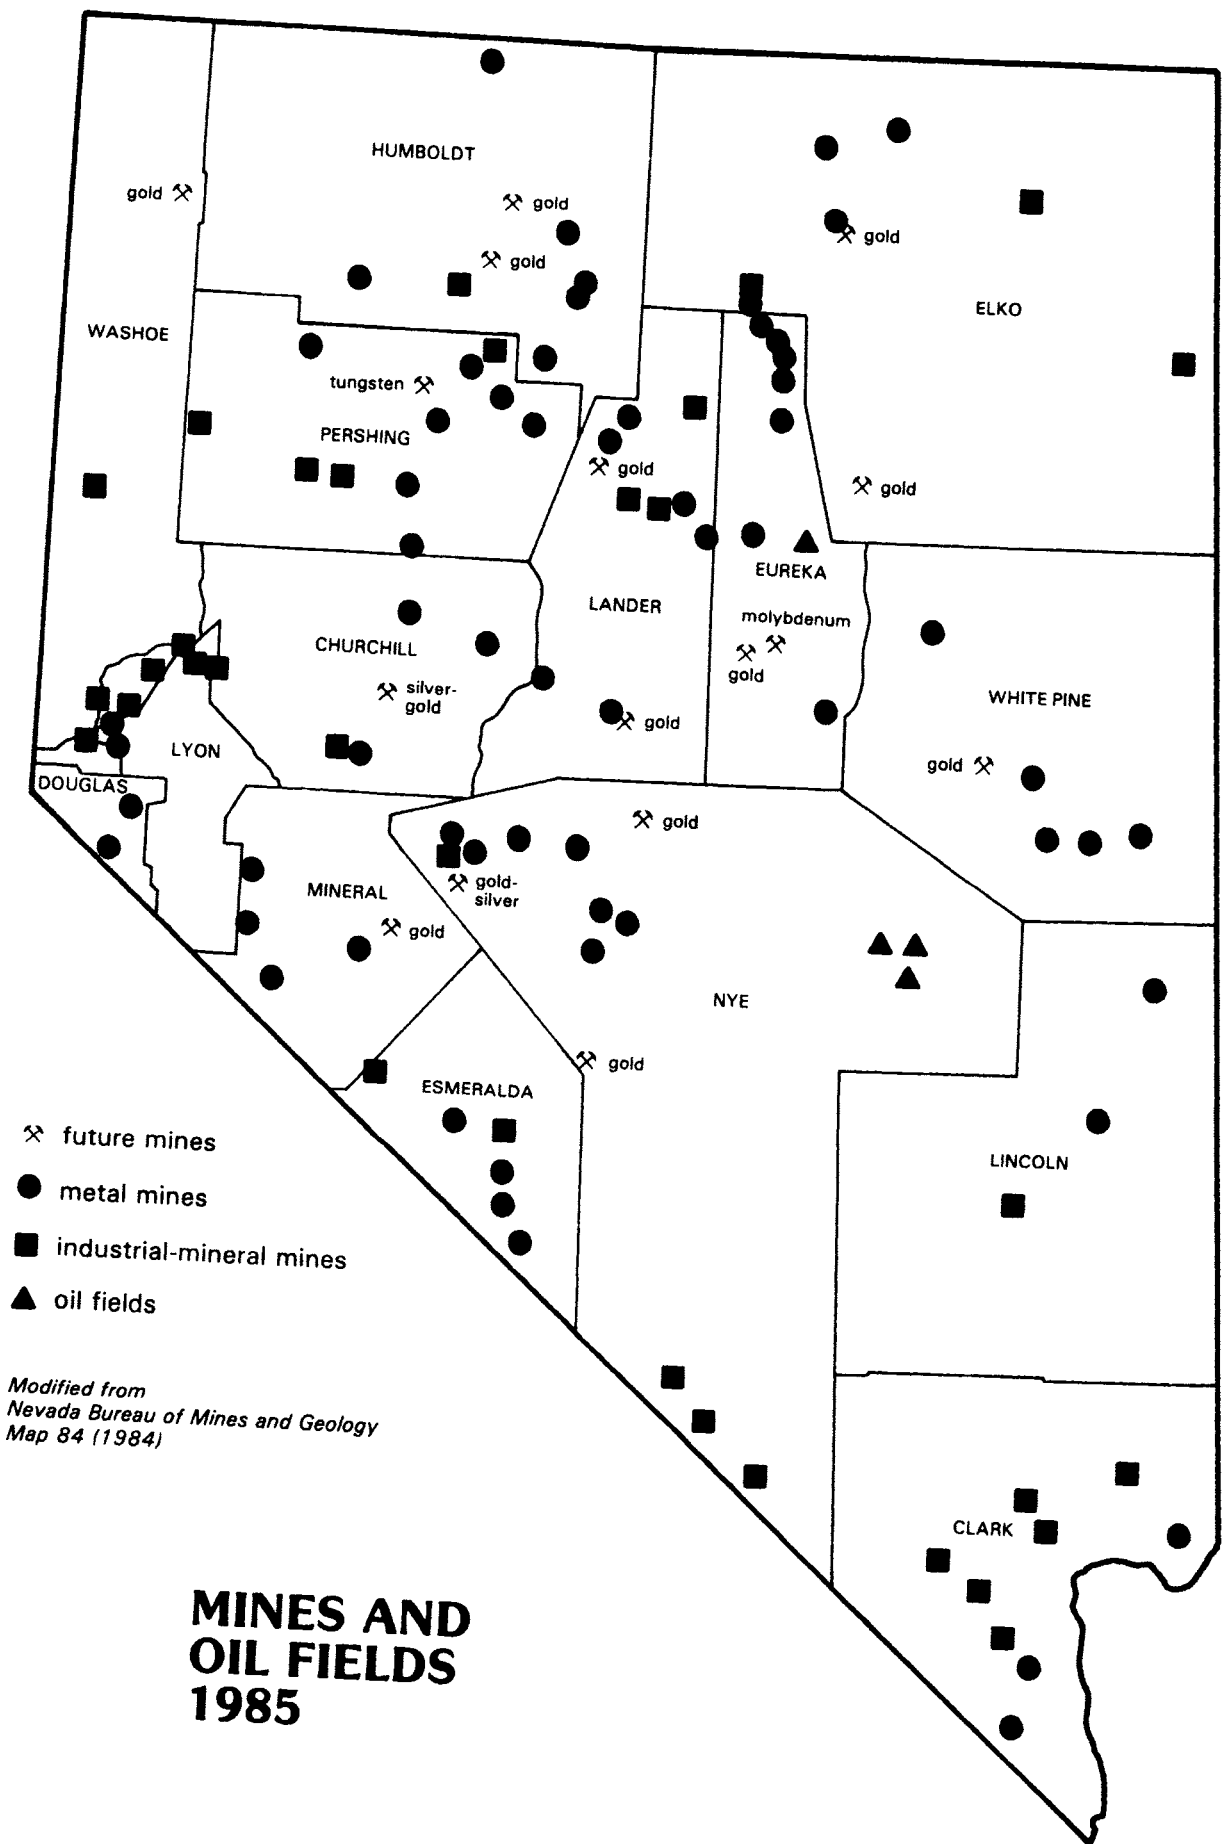 HUMBOLDT
gold
gold
gold
gold
ELKO
WASHOE
tungsten
PERSHING
gold
gold
EUREKA
LANDER
molybdenum
CHURCHILL
gold
silver-
gold
WHITE PINE
gold
LYON
gold
DOUGLAS
gold
MINERAL
gold-
silver
gold
NYE
gold
ESMERALDA
LINCOLN
future mines
metal mines
industrial-mineral mines
oil fields
Modified from
Nevada Bureau of Mines and Geology
Map 84 (1984)
CLARK
MINES AND
OIL FIELDS
1985